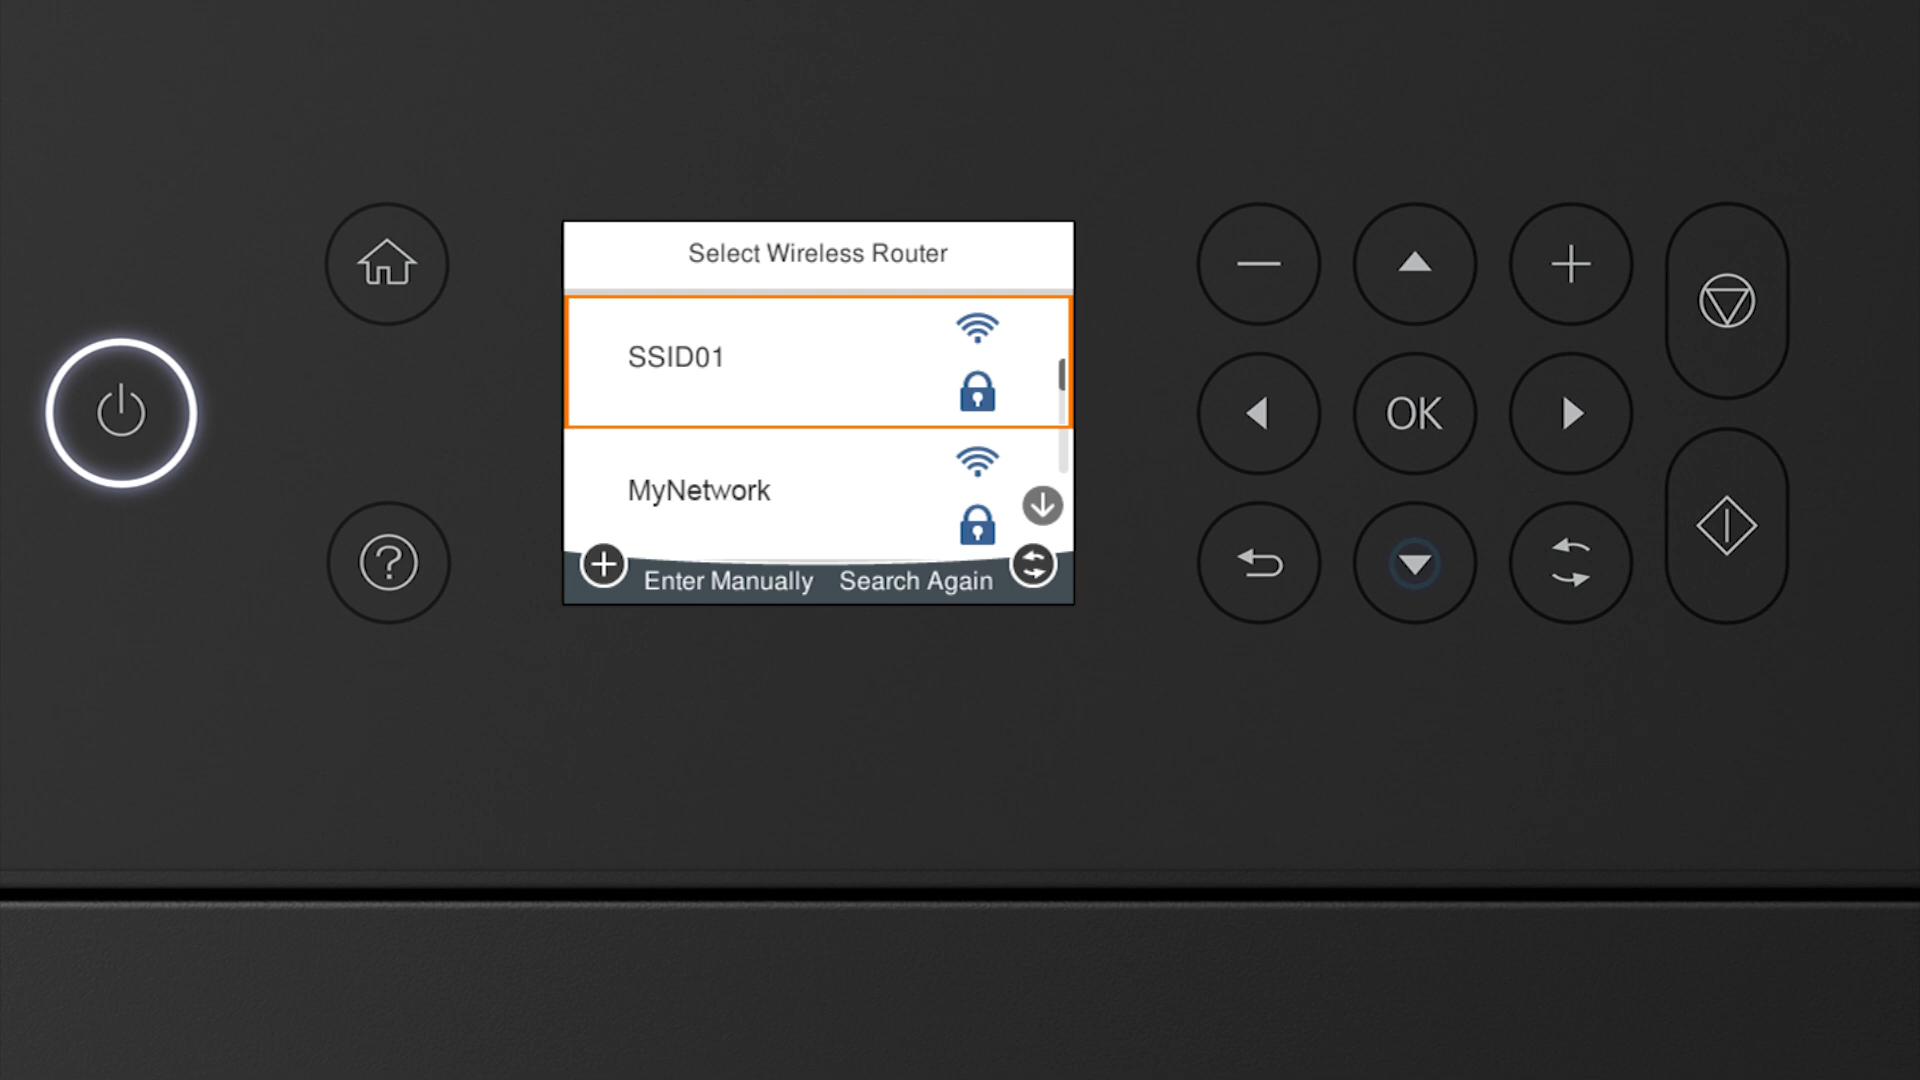 Select Wireless Router
SSID01
MyNetwork
Enter Manually
Search Again
OK